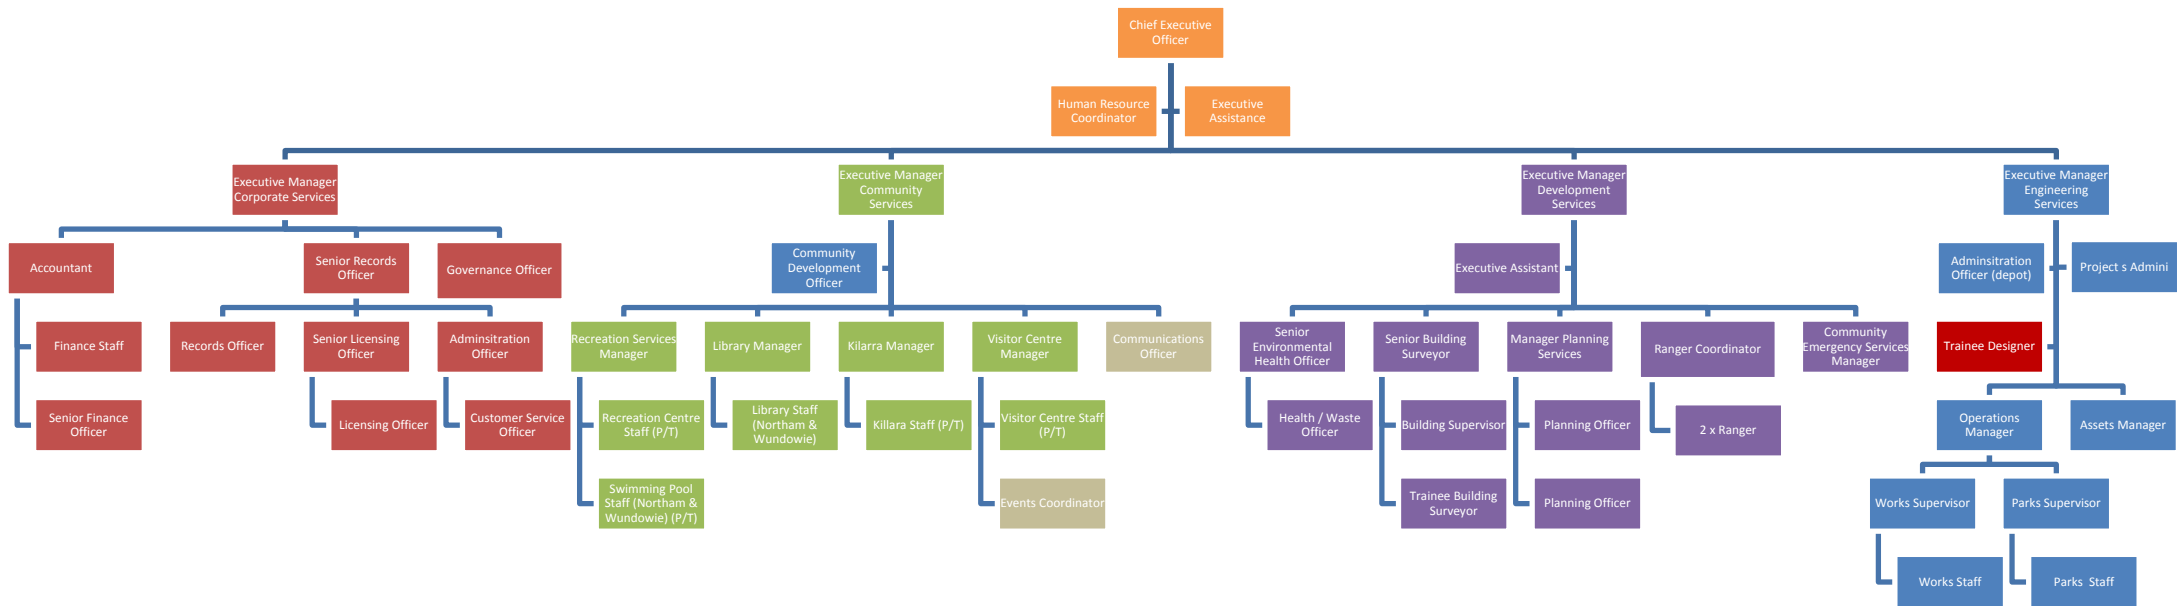 Chief Executive
Officer
Human Resource
Coordinator
Executive
Assistance
Executive Manager
Corporate Services
Executive Manager
Community
Services
Executive Manager
Development
Services
Executive Manager
Engineering
Services
Accountant
Senior Records
Officer
Governance Officer
Community
Development
Officer
Executive Assistant
Adminsitration
Officer (depot)
Project s Admini
Finance Staff
Records Officer
Senior Licensing
Officer
Adminsitration
Officer
Recreation Services
Manager
Library Manager
Kilarra Manager
Visitor Centre
Manager
Communications
Officer
Senior
Environmental
Health Officer
Senior Building
Surveyor
Manager Planning
Services
Ranger Coordinator
Community
Emergency Services
Manager
Trainee Designer
Senior Finance
Officer
Licensing Officer
Customer Service
Officer
Recreation Centre
Staff (P/T)
Library Staff
(Northam &
Wundowie)
Killara Staff (P/T)
Visitor Centre Staff
(P/T)
Health / Waste
Officer
Building Supervisor
Planning Officer
2 x Ranger
Operations
Manager
Assets Manager
Swimming Pool
Staff (Northam &
Wundowie) (P/T)
Events Coordinator
Trainee Building
Surveyor
Planning Officer
Works Supervisor
Parks Supervisor
Works Staff
Parks  Staff